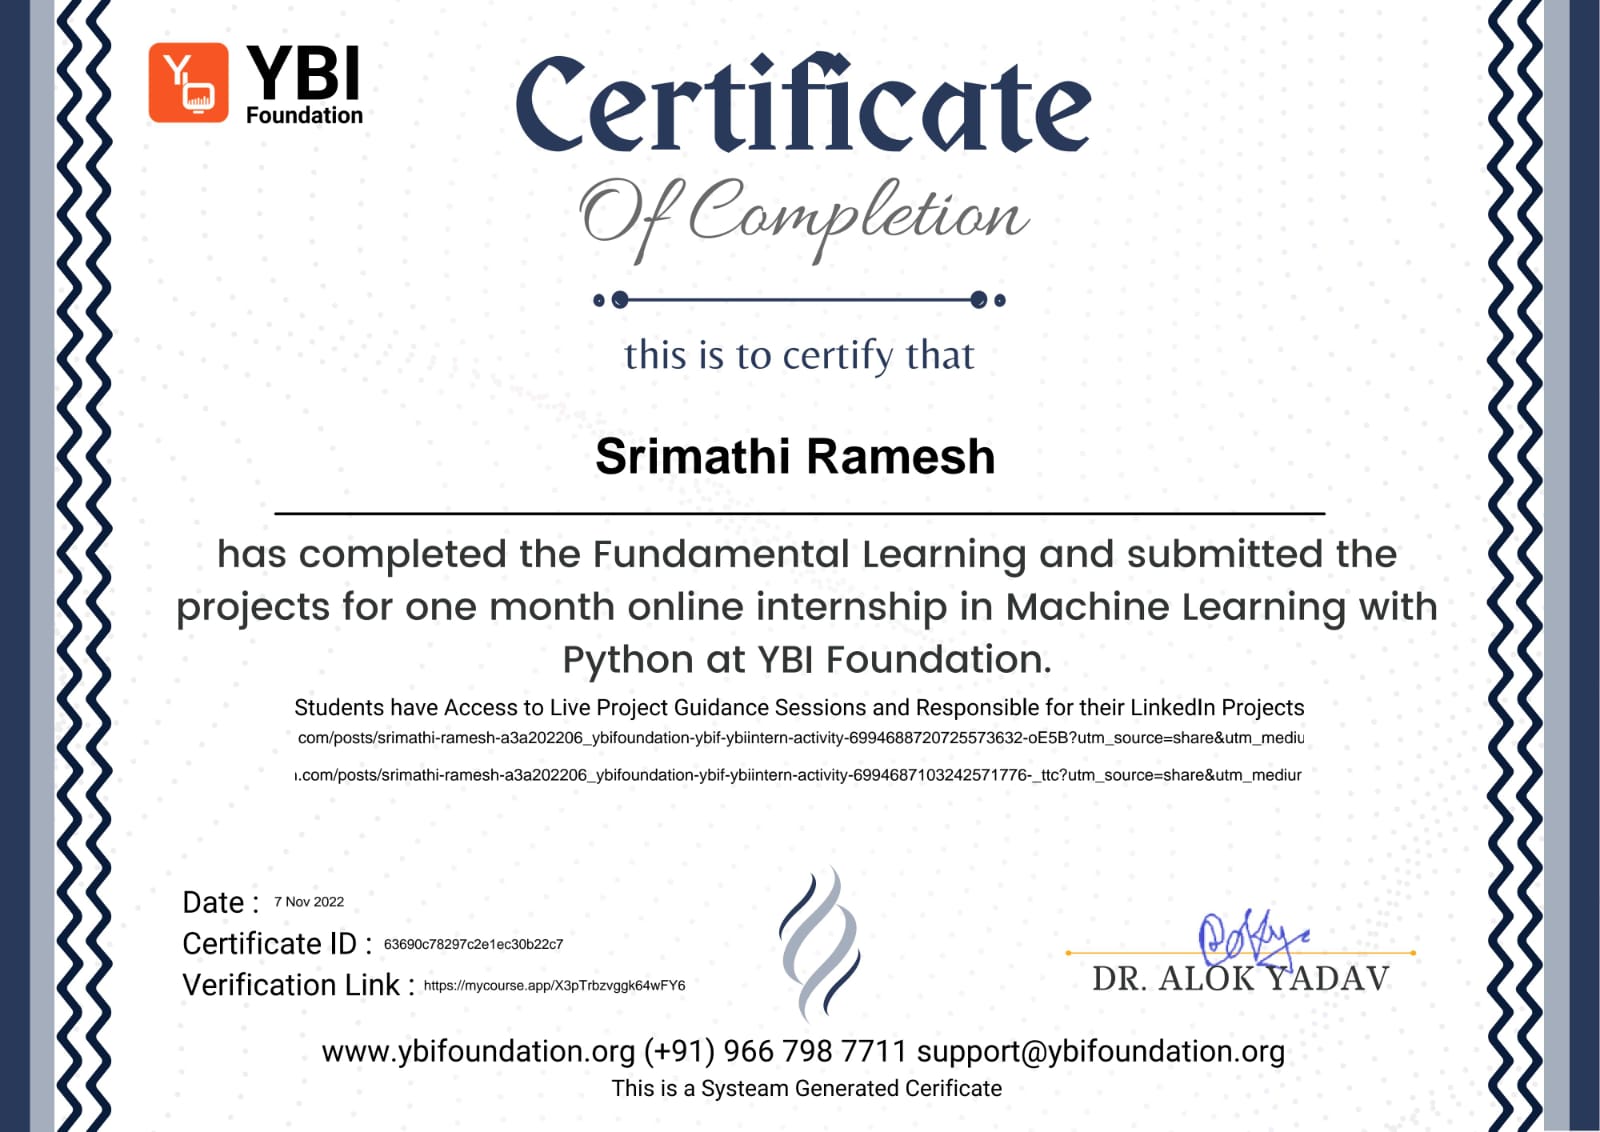 YBI
Foundation
Certificate
Of Completion
this is to certify that
Srimathi Ramesh
has completed the Fundamental Learning and submitted the
projects for one month online internship in Machine Learning with
Python at YBI Foundation.
Students have Access to Live Project Guidance Sessions and Responsible for their LinkedIn Projects
com/posts/srimathi-ramesh-a3a202206_ybifoundation-ybif-ybiintern-activity-6994688720725573632-oE5B?utm_source=share&utm_mediu
.com/posts/srimathi-ramesh-a3a202206_ybifoundation-ybif-ybiintern-activity-6994687103242571776-_ttc?utm_source=share&utm_mediur
Date : 7 Nov 2022
Certificate ID : 63690c78297c2e1ec30b22c7
Verification Link : https://mycourse.app/X3pTrbzvggk64wFY6
DR. ALOK YADAV
www.ybifoundation.org (+91) 966 798 7711 support@ybifoundation.org
This is a Systeam Generated Cerificate